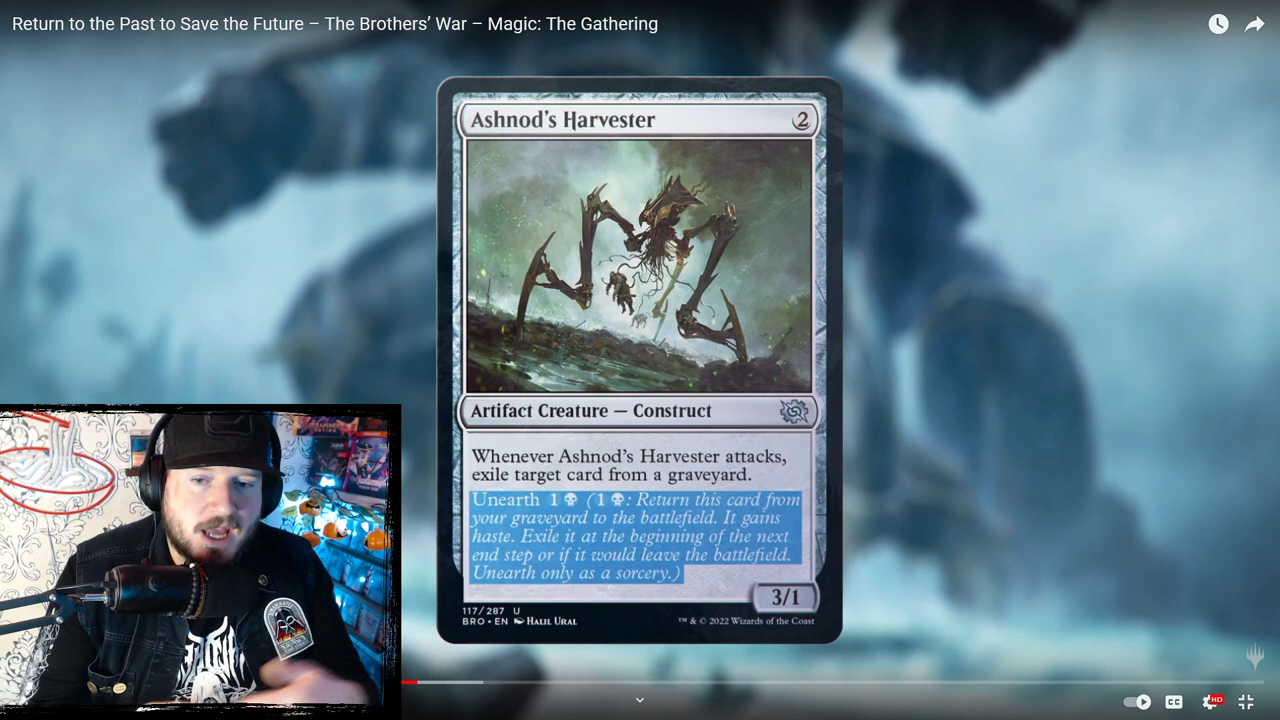 Return to the Past to Save the Future – The Brothers’ War – Magic: The Gathering
Ashnod's Harvester 2
Artifact Creature — Construct
Whenever Ashnod's Harvester attacks,
exile target card from a graveyard.
Unearth 1 (1: Return this card from
your graveyard to the battlefield. It gains
haste. Exile it at the beginning of the next
end step or if it would leave the battlefield.
Unearth only as a sorcery.)
3/1
117/287 U
BRO • EN Halil Ural
™ & © 2022 Wizards of the Coast
CC
HD